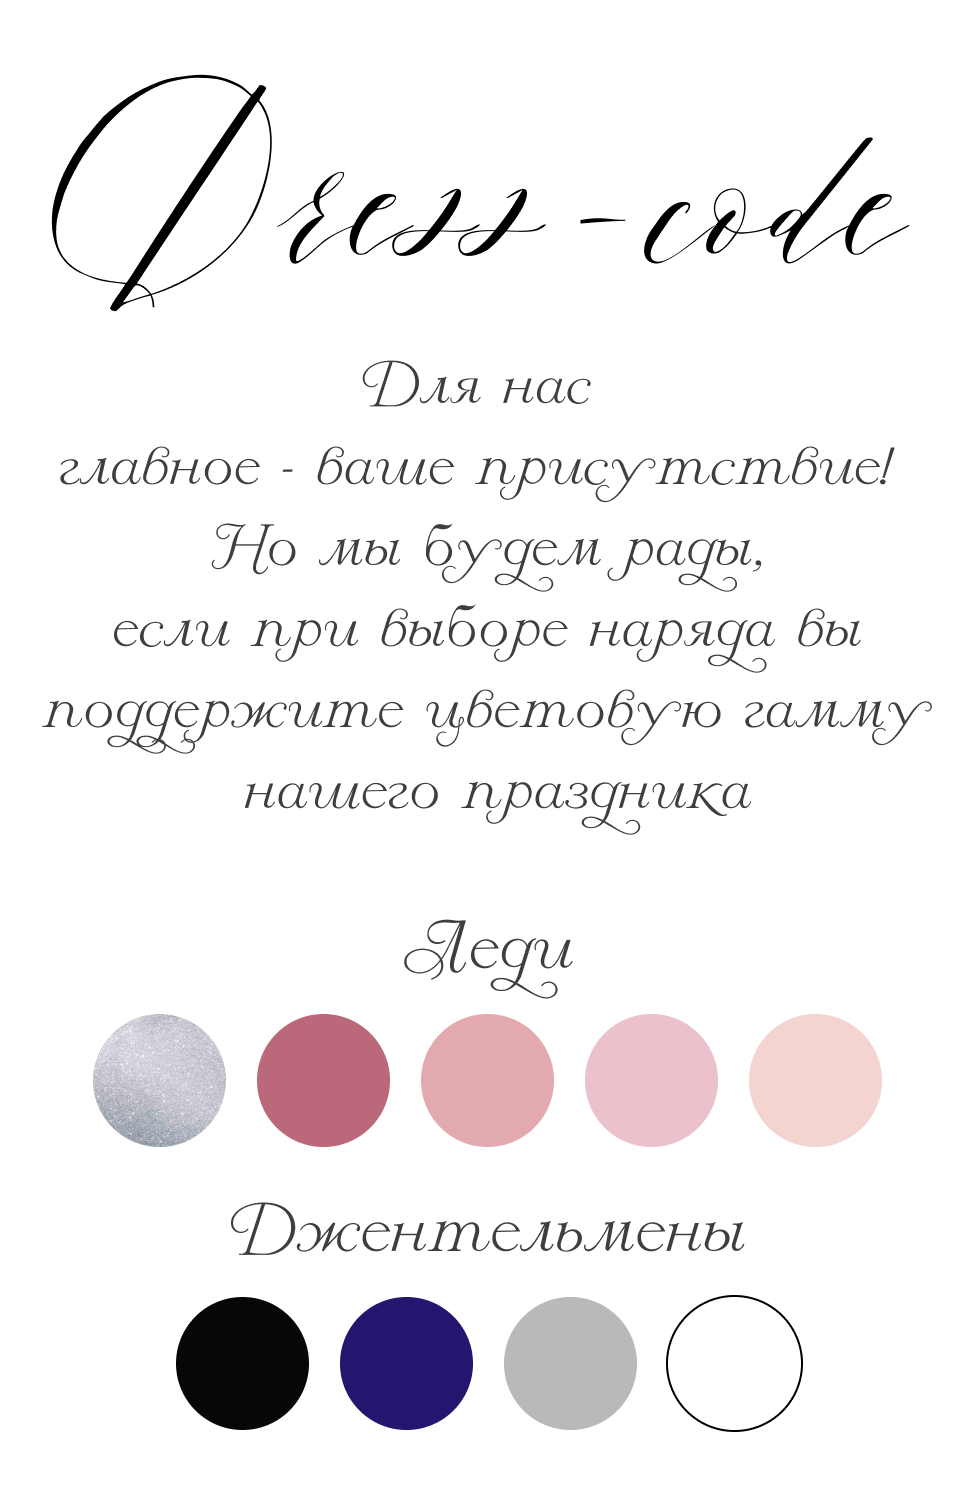 Dress-code
Для нас
главное - ваше присутствие!
Но мы будем рады,
если при выборе наряда вы
поддержите цветовую гамму
нашего праздника
Леди
Джентельмены